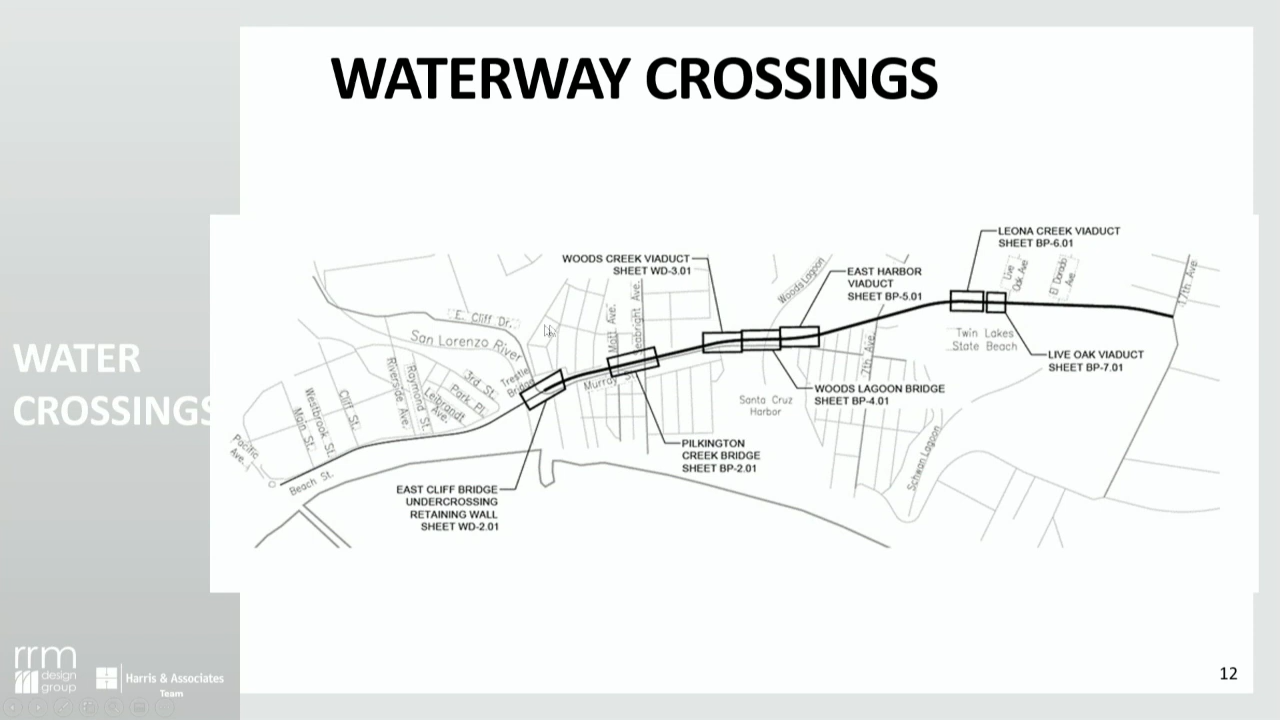 WATERWAY CROSSINGS
WATER
CROSSINGS
LEONA CREEK VIADUCT
SHEET BP-6.01
WOODS CREEK VIADUCT
SHEET WD-3.01
EAST HARBOR
VIADUCT
SHEET BP-5.01
Woods Lagoon
Live
Oak Ave
El Dorado
Ave.
17th Ave
E. Cliff Dr.
San Lorenzo River
Mott Ave.
Seabright Ave.
Twin Lakes
State Beach
LIVE OAK VIADUCT
SHEET BP-7.01
7th Ave.
Trestle
Bridge
Murray
3rd St.
Park Pl.
Leibrandt
Ave.
Raymond St.
Riverside Ave.
Cliff St.
Westbrook St.
Main St.
WOODS LAGOON BRIDGE
SHEET BP-4.01
Santa Cruz
Harbor
PILKINGTON
CREEK BRIDGE
SHEET BP-2.01
Schwan Lagoon
Pacific
Ave.
Beach St.
EAST CLIFF BRIDGE
UNDERCROSSING
RETAINING WALL
SHEET WD-2.01
rrm
design
group
Harris & Associates
Team
12